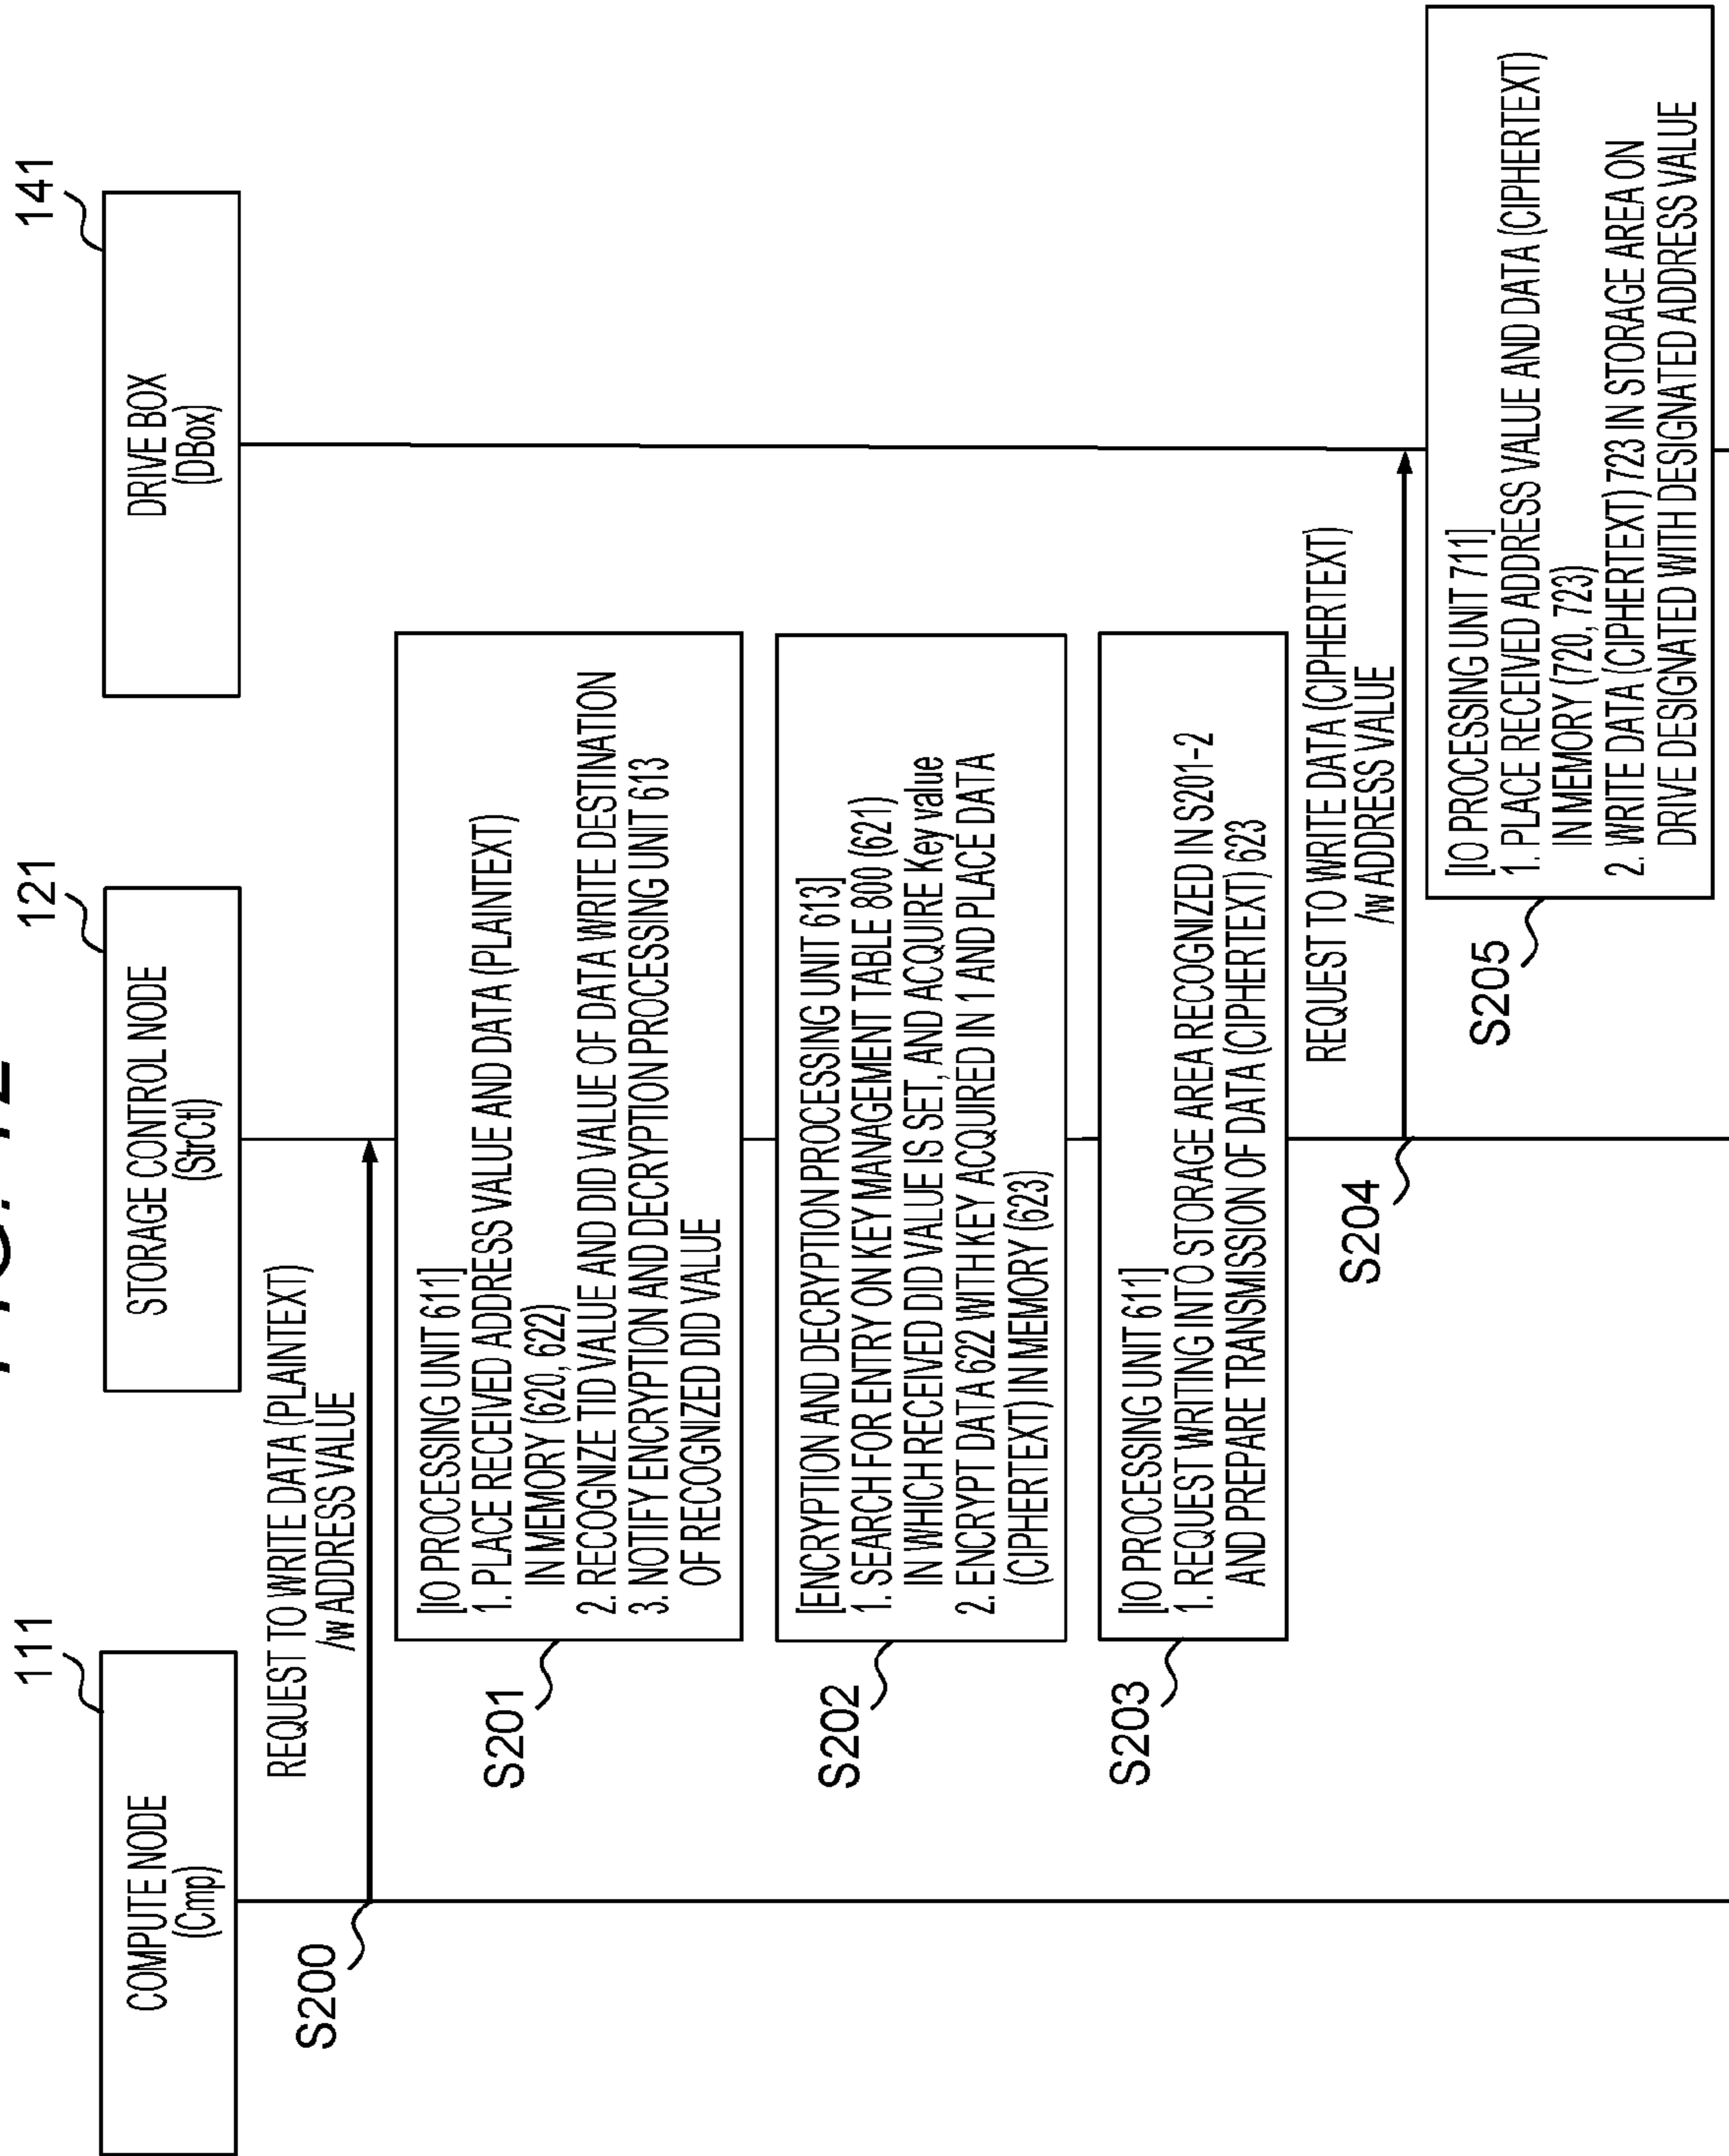 111
COMPUTE NODE
(Cmp)
121
STORAGE CONTROL NODE
(StrCtl)
141
DRIVE BOX
(DBox)
S200
REQUEST TO WRITE DATA (PLAINTEXT)
/w ADDRESS VALUE
S201
[IO PROCESSING UNIT 611]
1. PLACE RECEIVED ADDRESS VALUE AND DATA (PLAINTEXT)
IN MEMORY (620, 622)
2. RECOGNIZE TID VALUE AND DID VALUE OF DATA WRITE DESTINATION
3. NOTIFY ENCRYPTION AND DECRYPTION PROCESSING UNIT 613
OF RECOGNIZED DID VALUE
S202
[ENCRYPTION AND DECRYPTION PROCESSING UNIT 613]
1. SEARCH FOR ENTRY ON KEY MANAGEMENT TABLE 800 (621)
IN WHICH RECEIVED DID VALUE IS SET, AND ACQUIRE Key value
2. ENCRYPT DATA 622 WITH KEY ACQUIRED IN 1 AND PLACE DATA
(CIPHERTEXT) IN MEMORY (623)
S203
[IO PROCESSING UNIT 611]
1. REQUEST WRITING INTO STORAGE AREA RECOGNIZED IN S201-2
AND PREPARE TRANSMISSION OF DATA (CIPHERTEXT) 623
S204
REQUEST TO WRITE DATA (CIPHERTEXT)
/w ADDRESS VALUE
S205
[IO PROCESSING UNIT 711]
1. PLACE RECEIVED ADDRESS VALUE AND DATA (CIPHERTEXT)
IN MEMORY (720, 723)
2. WRITE DATA (CIPHERTEXT) 723 IN STORAGE AREA ON
DRIVE DESIGNATED WITH DESIGNATED ADDRESS VALUE